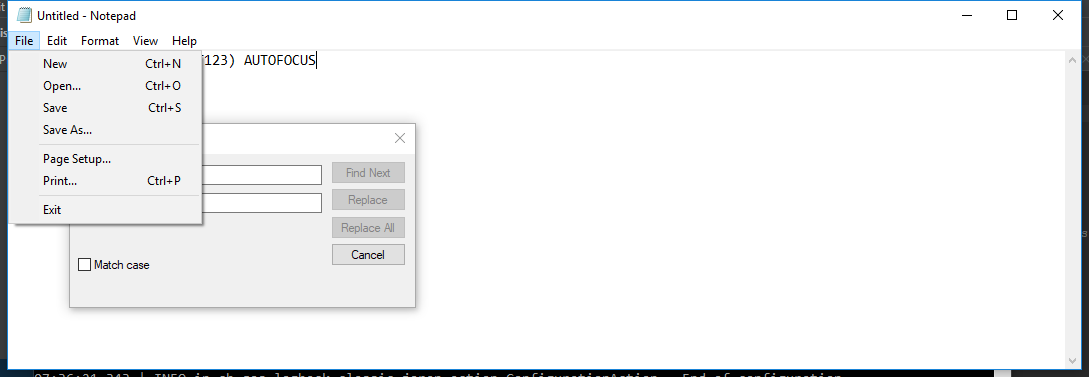 Untitled - Notepad
File Edit Format View Help
New Ctrl+N
123) AUTOFOCUS
Open... Ctrl+O
Save Ctrl+S
Save As...
Page Setup...
Find Next
Print... Ctrl+P
Replace
Exit
Replace All
Cancel
Match case